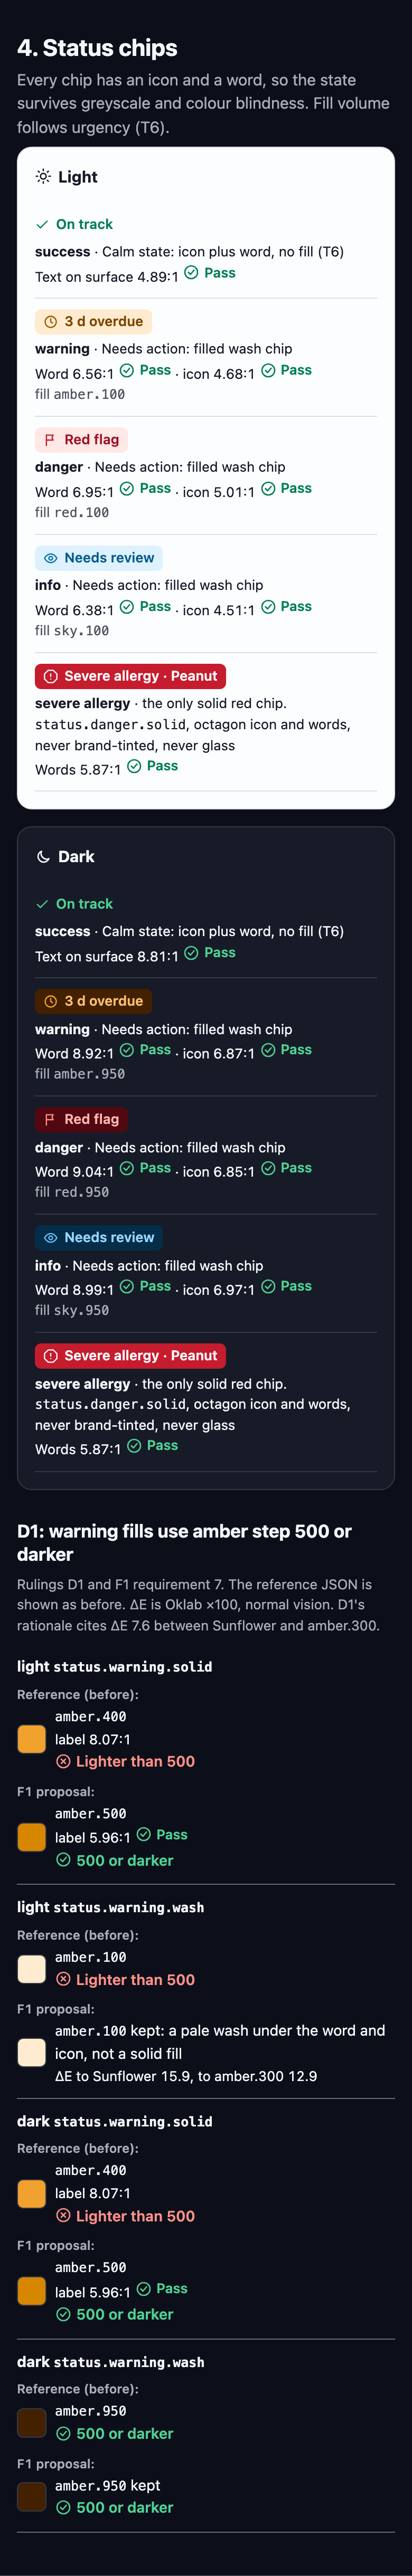 4. Status chips
Every chip has an icon and a word, so the state
survives greyscale and colour blindness. Fill volume
follows urgency (T6).
Light
On track
success · Calm state: icon plus word, no fill (T6)
Text on surface 4.89:1 Pass
3 d overdue
warning · Needs action: filled wash chip
Word 6.56:1 Pass · icon 4.68:1 Pass
fill amber.100
Red flag
danger · Needs action: filled wash chip
Word 6.95:1 Pass · icon 5.01:1 Pass
fill red.100
Needs review
info · Needs action: filled wash chip
Word 6.38:1 Pass · icon 4.51:1 Pass
fill sky.100
Severe allergy · Peanut
severe allergy · the only solid red chip.
status.danger.solid, octagon icon and words,
never brand-tinted, never glass
Words 5.87:1 Pass
Dark
On track
success · Calm state: icon plus word, no fill (T6)
Text on surface 8.81:1 Pass
3 d overdue
warning · Needs action: filled wash chip
Word 8.92:1 Pass · icon 6.87:1 Pass
fill amber.950
Red flag
danger · Needs action: filled wash chip
Word 9.04:1 Pass · icon 6.85:1 Pass
fill red.950
Needs review
info · Needs action: filled wash chip
Word 8.99:1 Pass · icon 6.97:1 Pass
fill sky.950
Severe allergy · Peanut
severe allergy · the only solid red chip.
status.danger.solid, octagon icon and words,
never brand-tinted, never glass
Words 5.87:1 Pass
D1: warning fills use amber step 500 or
darker
Rulings D1 and F1 requirement 7. The reference JSON is
shown as before. ΔE is Oklab ×100, normal vision. D1's
rationale cites ΔE 7.6 between Sunflower and amber.300.
light status.warning.solid
Reference (before):
amber.400
label 8.07:1
Lighter than 500
F1 proposal:
amber.500
label 5.96:1 Pass
500 or darker
light status.warning.wash
Reference (before):
amber.100
Lighter than 500
F1 proposal:
amber.100 kept: a pale wash under the word and
icon, not a solid fill
ΔE to Sunflower 15.9, to amber.300 12.9
dark status.warning.solid
Reference (before):
amber.400
label 8.07:1
Lighter than 500
F1 proposal:
amber.500
label 5.96:1 Pass
500 or darker
dark status.warning.wash
Reference (before):
amber.950
500 or darker
F1 proposal:
amber.950 kept
500 or darker